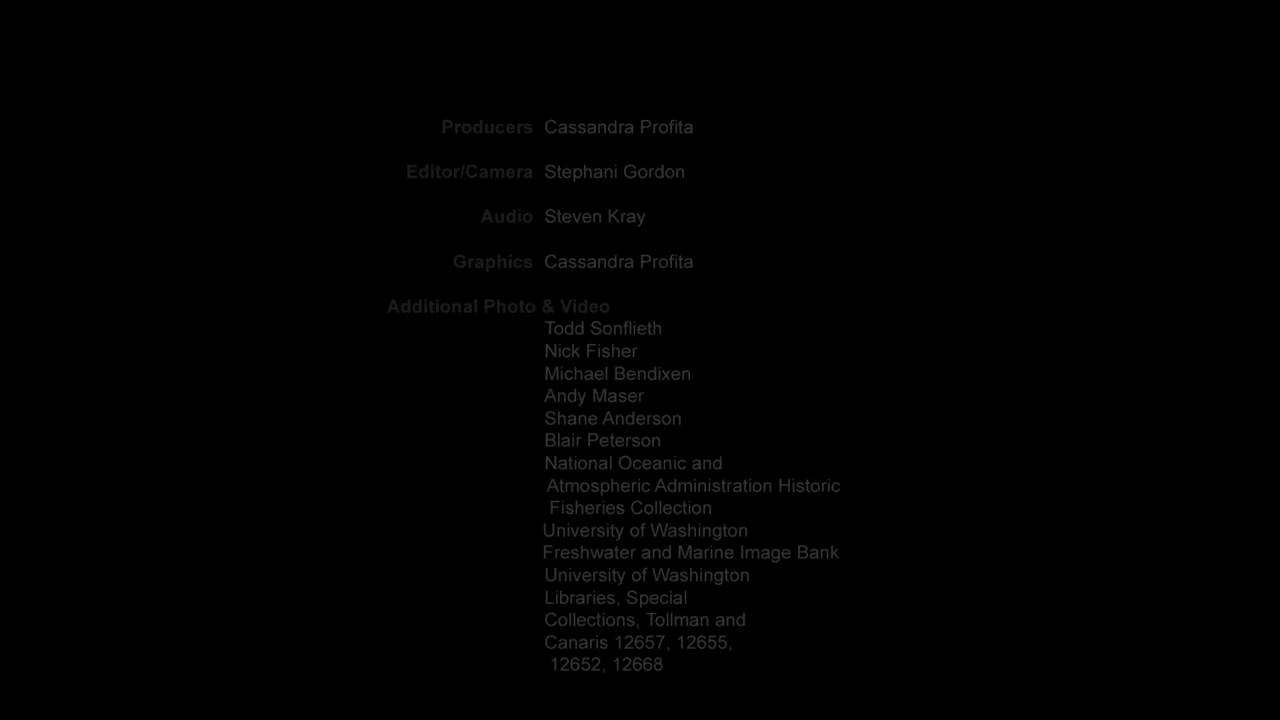 Producers Cassandra Profita
Editor/Camera Stephani Gordon
Audio Steven Kray
Graphics Cassandra Profita
Additional Photo & Video
Todd Sonflieth
Nick Fisher
Michael Bendixen
Andy Maser
Shane Anderson
Blair Peterson
National Oceanic and
Atmospheric Administration Historic
Fisheries Collection
University of Washington
Freshwater and Marine Image Bank
University of Washington
Libraries, Special
Collections, Tollman and
Canaris 12657, 12655,
12652, 12668